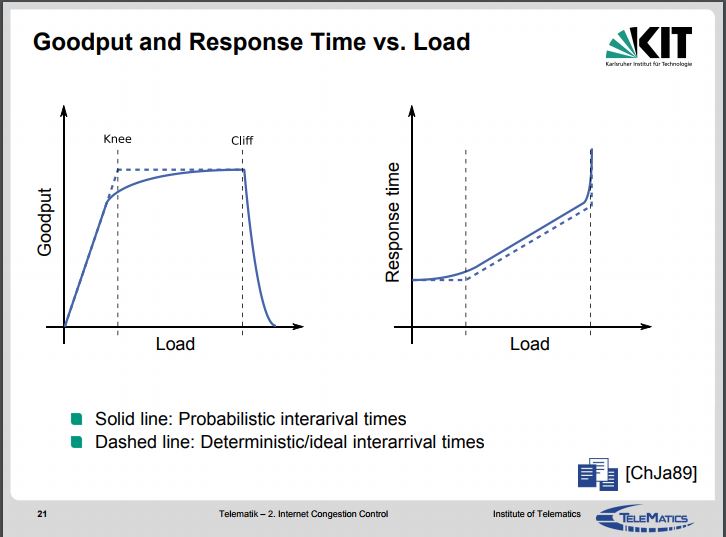 Goodput and Response Time vs. Load
KIT
Karlsruher Institut für Technologie
Knee
Cliff
Goodput
Load
Response time
Load
Solid line: Probabilistic interarival times
Dashed line: Deterministic/ideal interarrival times
[ChJa89]
21
Telematik – 2. Internet Congestion Control
Institute of Telematics
TELEMATICS